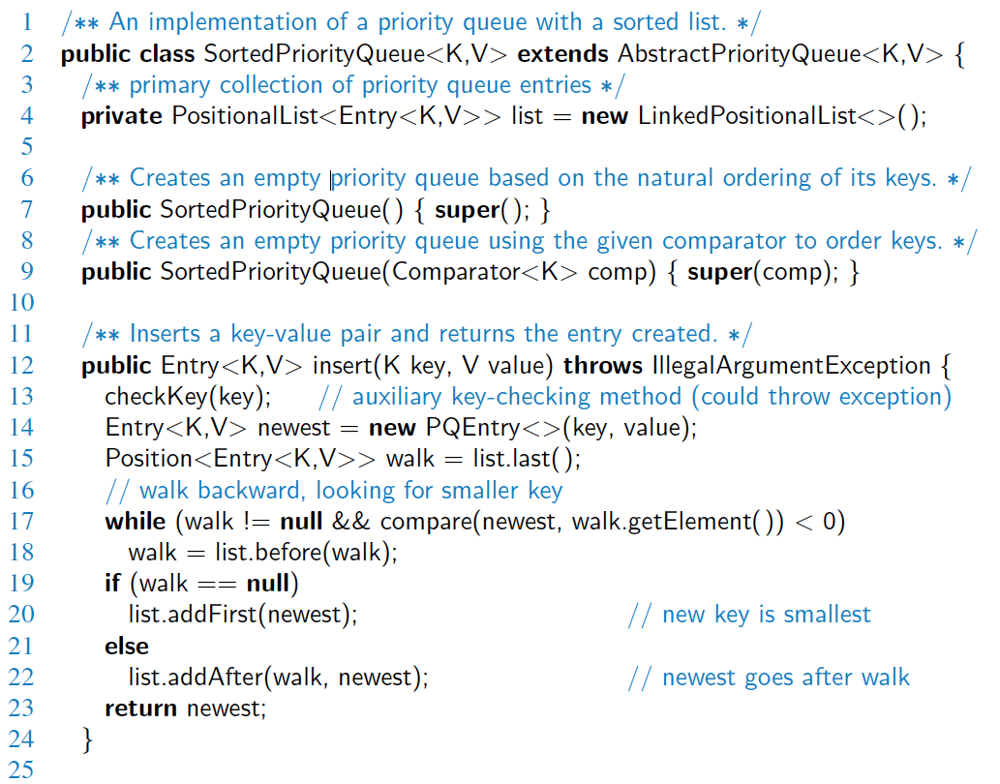 1 /** An implementation of a priority queue with a sorted list. */
2 public class SortedPriorityQueue<K,V> extends AbstractPriorityQueue<K,V> {
3 /** primary collection of priority queue entries */
4 private PositionalList<Entry<K,V>> list = new LinkedPositionalList<>();
5
6 /** Creates an empty priority queue based on the natural ordering of its keys. */
7 public SortedPriorityQueue() { super(); }
8 /** Creates an empty priority queue using the given comparator to order keys. */
9 public SortedPriorityQueue(Comparator<K> comp) { super(comp); }
10
11 /** Inserts a key-value pair and returns the entry created. */
12 public Entry<K,V> insert(K key, V value) throws IllegalArgumentException {
13 checkKey(key); // auxiliary key-checking method (could throw exception)
14 Entry<K,V> newest = new PQEntry<>(key, value);
15 Position<Entry<K,V>> walk = list.last();
16 // walk backward, looking for smaller key
17 while (walk != null && compare(newest, walk.getElement()) < 0)
18 walk = list.before(walk);
19 if (walk == null)
20 list.addFirst(newest); // new key is smallest
21 else
22 list.addAfter(walk, newest); // newest goes after walk
23 return newest;
24 }
25